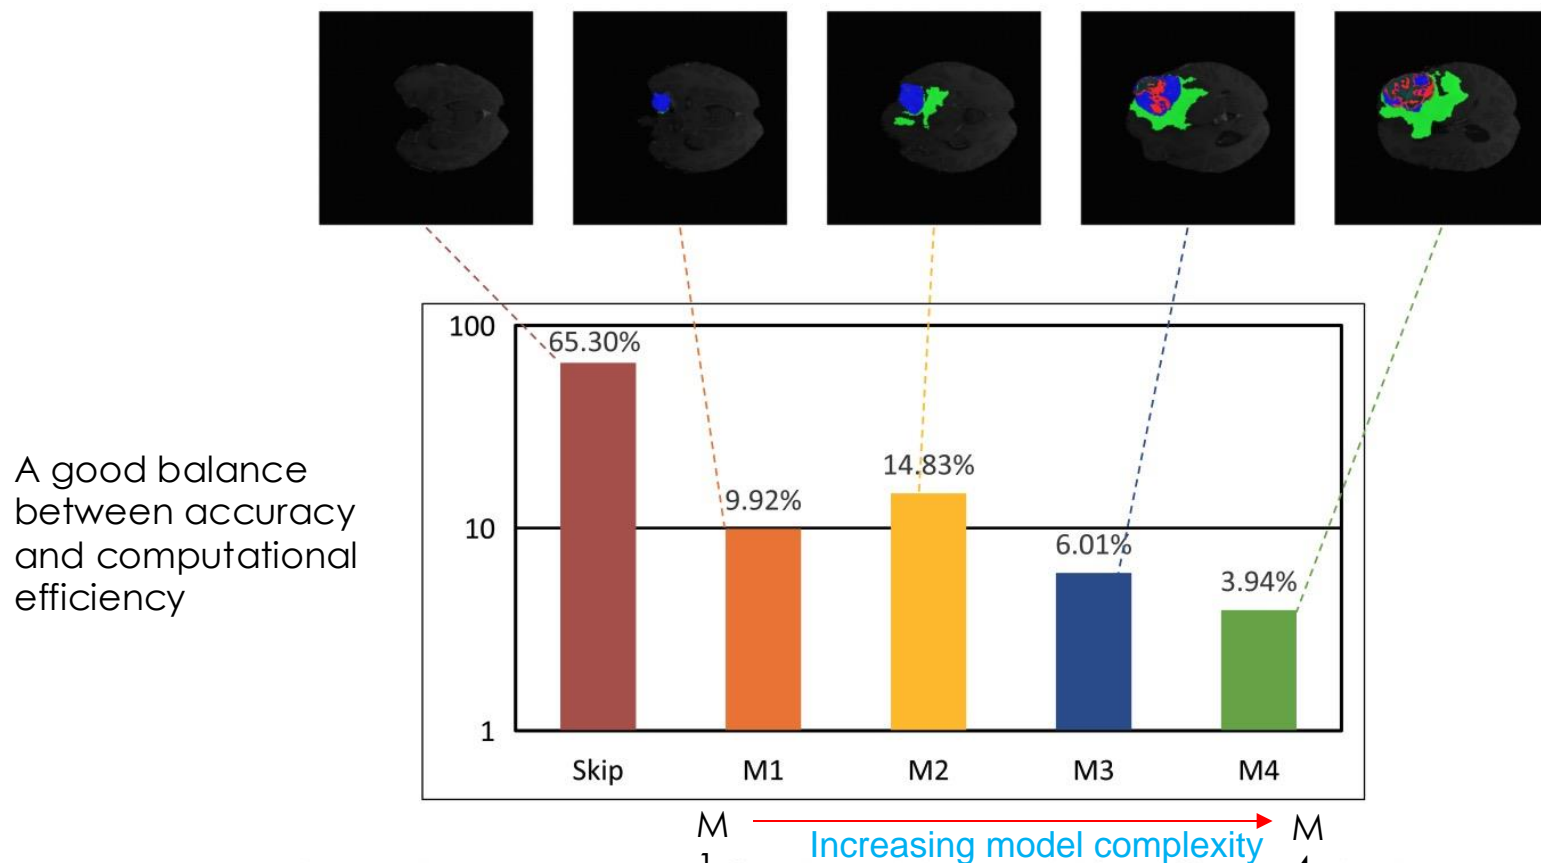 A good balance
between accuracy
and computational
efficiency
100
10
1
65.30%
9.92%
14.83%
6.01%
3.94%
Skip M1 M2 M3 M4
M M
Increasing model complexity